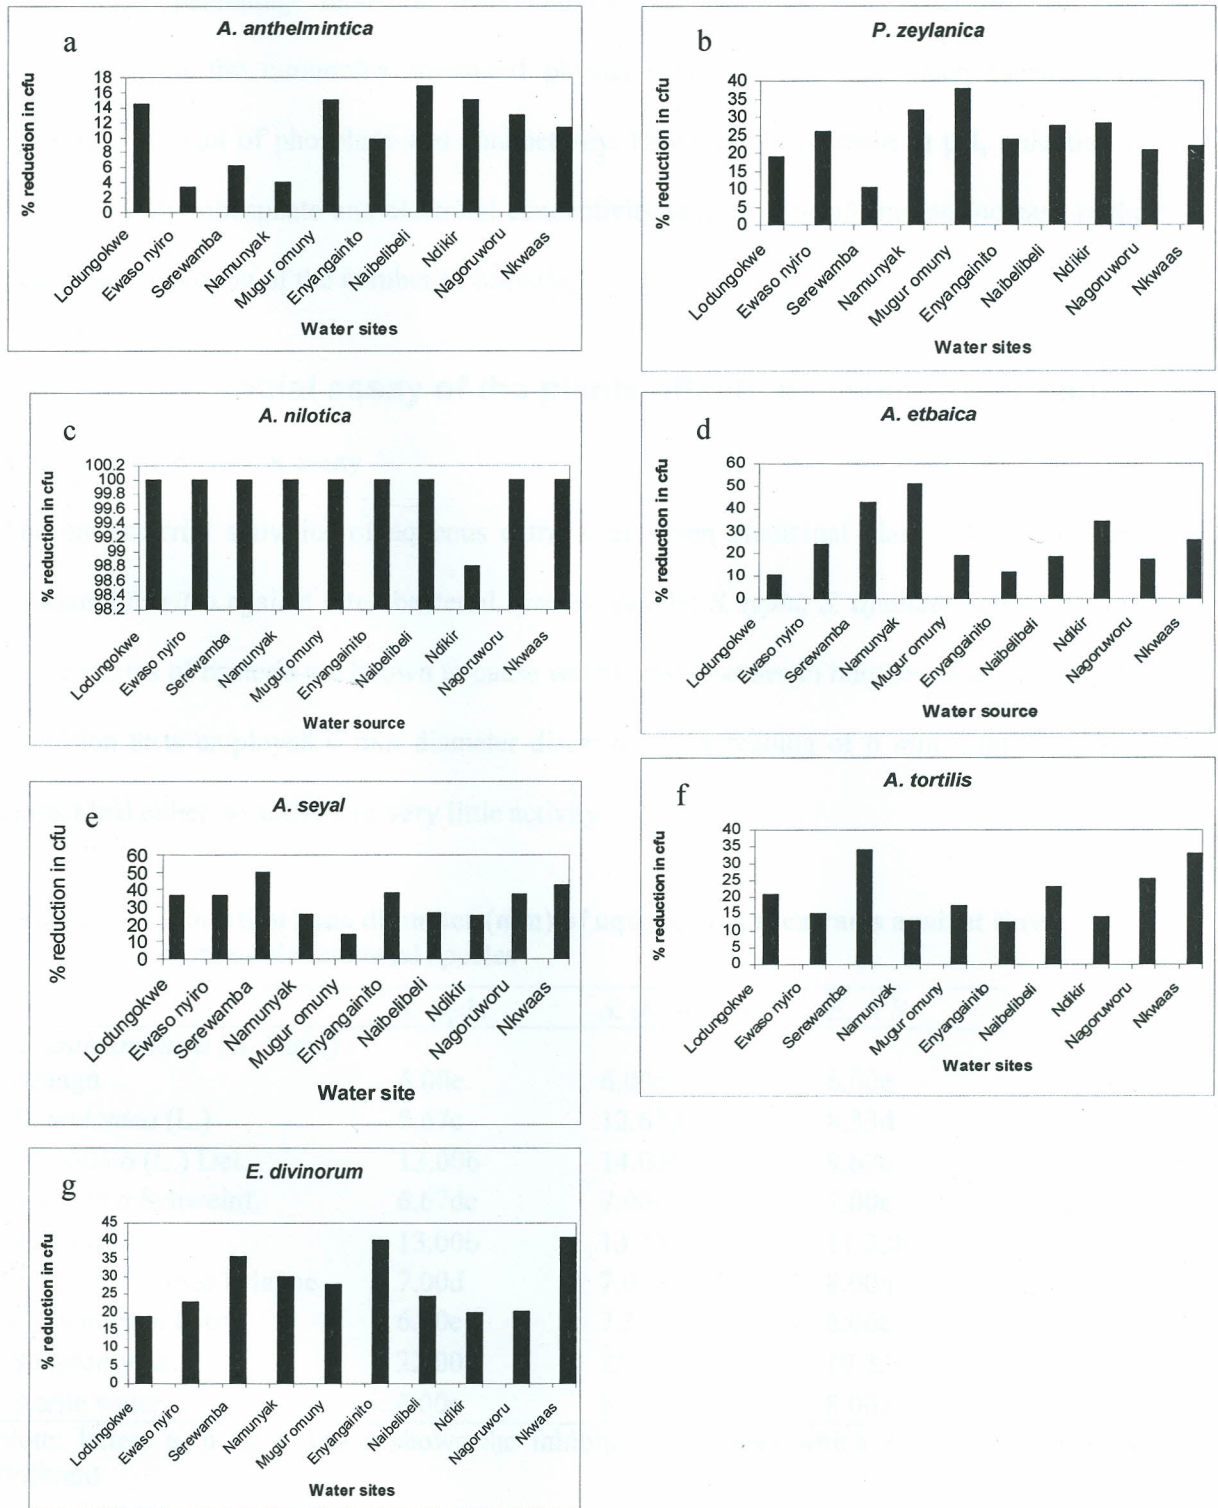 a
A. anthelmintica
% reduction in cfu
18
16
14
12
10
8
6
4
2
0
Lodungokwe
Ewaso nyiro
Serewamba
Namunyak
Mugur omuny
Enyangainito
Naibelibeli
Ndikir
Nagoruworu
Nkwaas
Water sites
b
P. zeylanica
% reduction in cfu
40
35
30
25
20
15
10
5
0
Lodungokwe
Ewaso nyiro
Serewamba
Namunyak
Mugur omuny
Enyangainito
Naibelibeli
Ndikir
Nagoruworu
Nkwaas
Water sites
c
A. nilotica
% reduction in cfu
100.2
100
99.8
99.6
99.4
99.2
99
98.8
98.6
98.4
98.2
Lodungokwe
Ewaso nyiro
Serewamba
Namunyak
Mugur omuny
Enyangainito
Naibelibeli
Ndikir
Nagoruworu
Nkwaas
Water source
d
A. etbaica
% reduction in cfu
60
50
40
30
20
10
0
Lodungokwe
Ewaso nyiro
Serewamba
Namunyak
Mugur omuny
Enyangainito
Naibelibeli
Ndikir
Nagoruworu
Nkwaas
Water source
e
A. seyal
% reduction in cfu
60
50
40
30
20
10
0
Lodungokwe
Ewaso nyiro
Serewamba
Namunyak
Mugur omuny
Enyangainito
Naibelibeli
Ndikir
Nagoruworu
Nkwaas
Water site
f
A. tortilis
% reduction in cfu
40
35
30
25
20
15
10
5
0
Lodungokwe
Ewaso nyiro
Serewamba
Namunyak
Mugur omuny
Enyangainito
Naibelibeli
Ndikir
Nagoruworu
Nkwaas
Water sites
g
E. divinorum
% reduction in cfu
45
40
35
30
25
20
15
10
5
0
Lodungokwe
Ewaso nyiro
Serewamba
Namunyak
Mugur omuny
Enyangainito
Naibelibeli
Ndikir
Nagoruworu
Nkwaas
Water sites